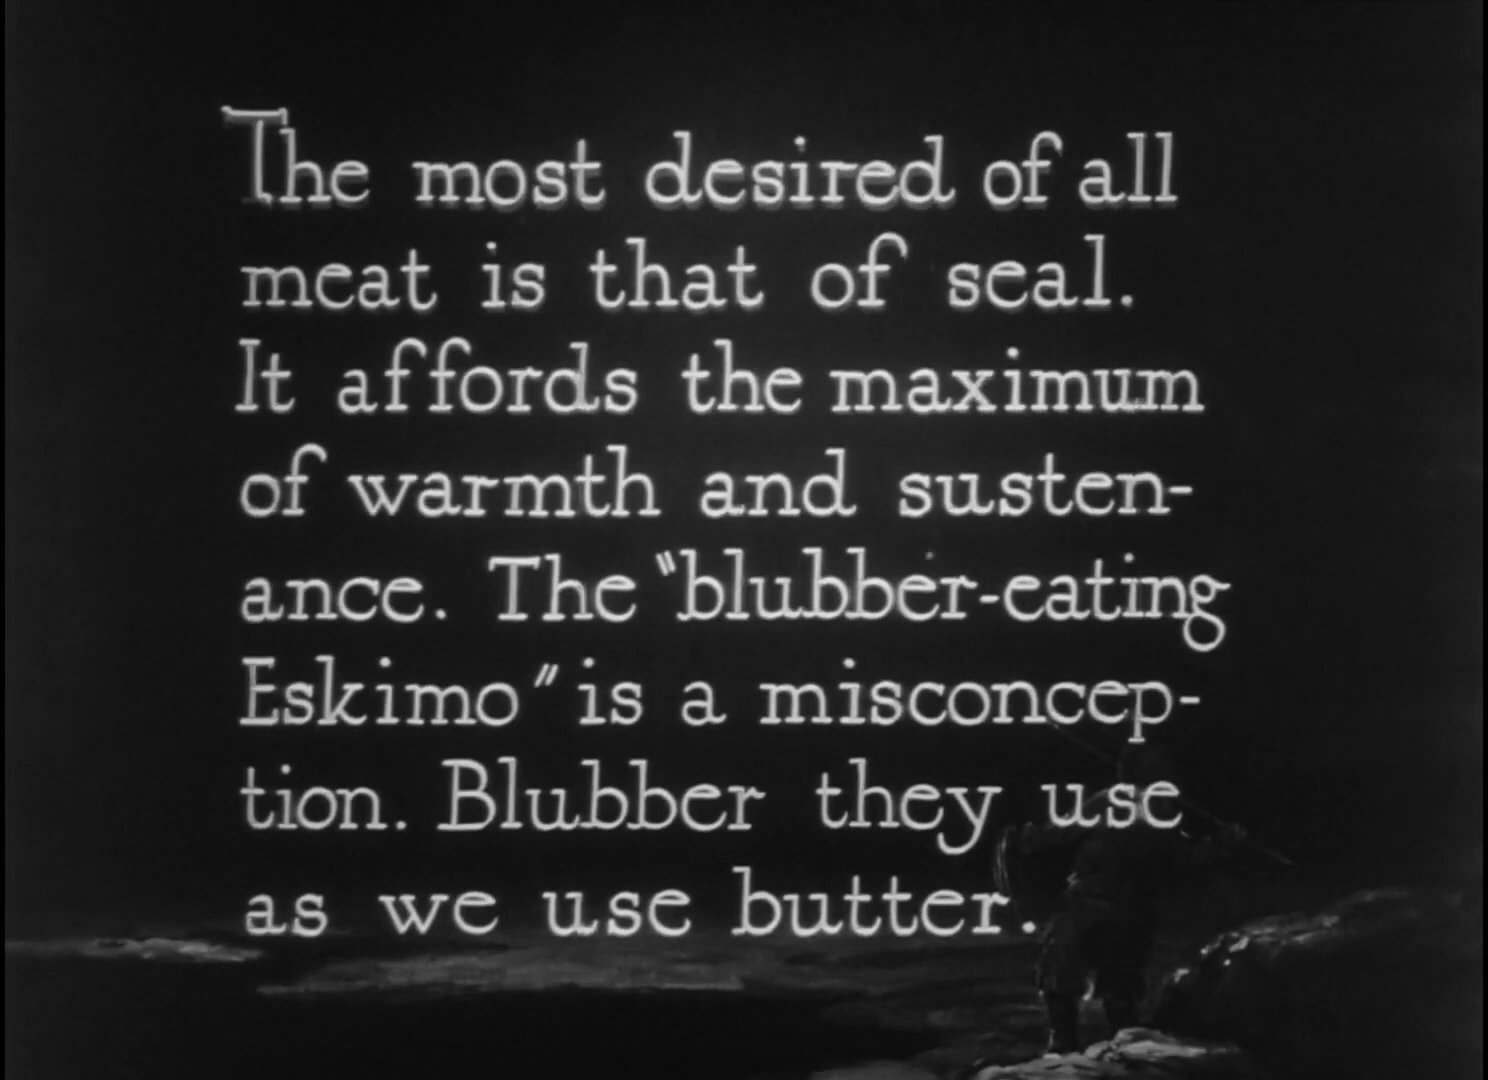 The most desired of all
meat is that of seal.
It affords the maximum
of warmth and susten-
ance. The "blubber-eating
Eskimo" is a misconcep-
tion. Blubber they use
as we use butter.